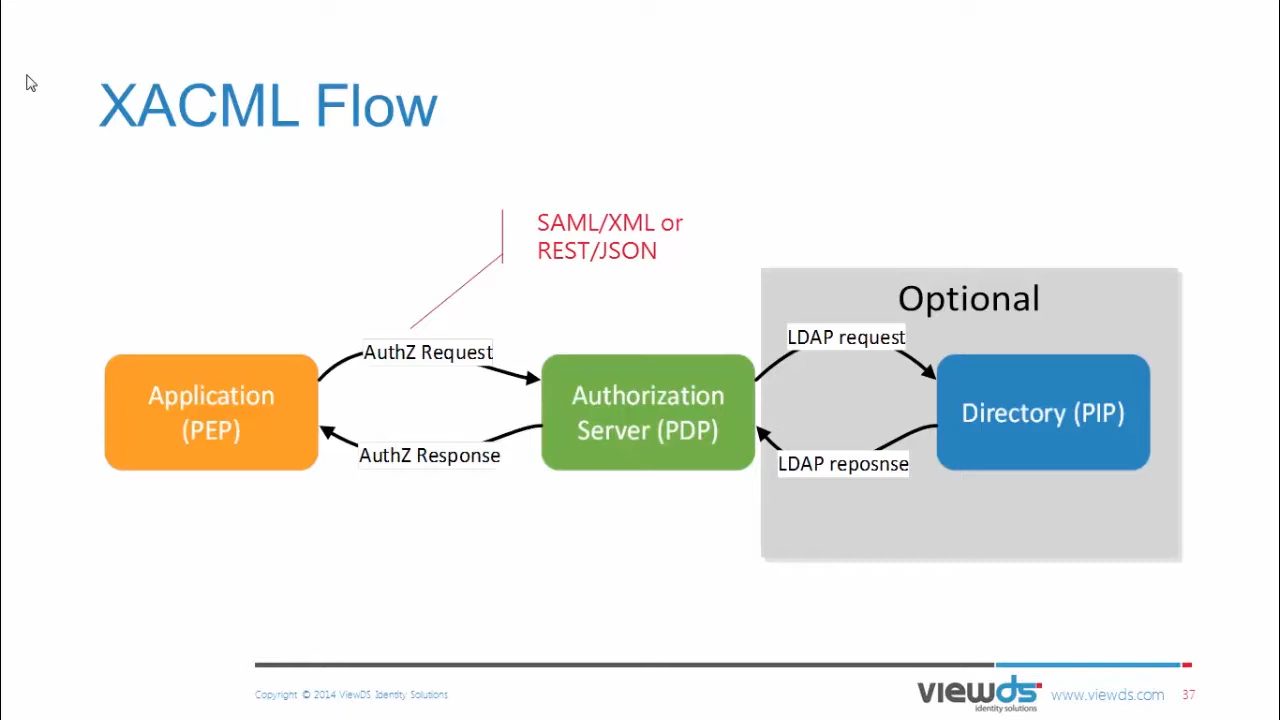 XACML Flow
SAML/XML or
REST/JSON
Optional
LDAP request
AuthZ Request
Application
(PEP)
Authorization
Server (PDP)
Directory (PIP)
AuthZ Response
LDAP reposnse
Copyright © 2014 ViewDS Identity Solutions
viewds
identity solutions
www.viewds.com
37